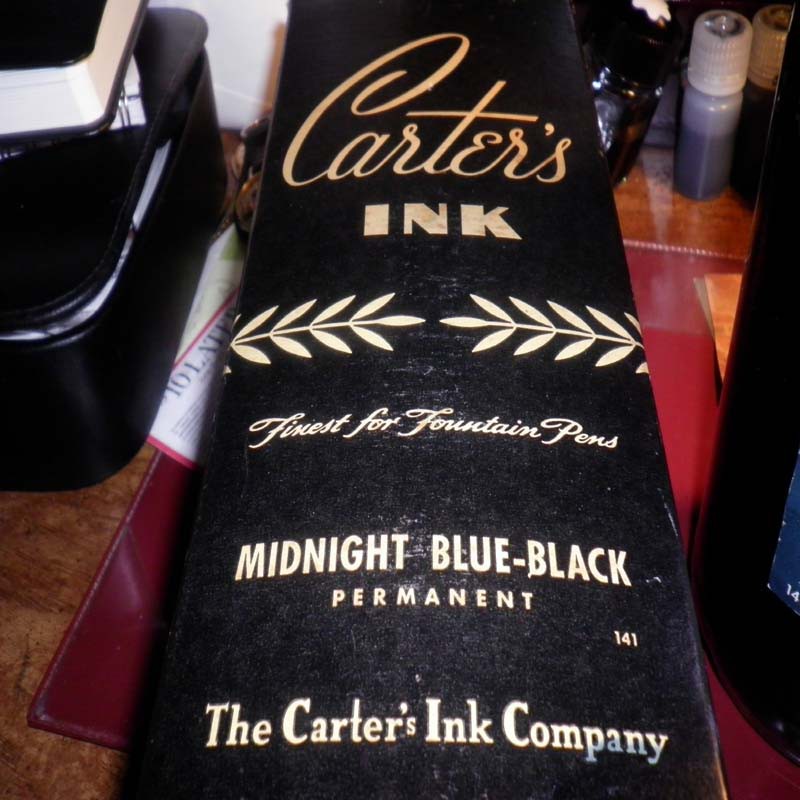 Carter's
INK
Finest for Fountain Pens
MIDNIGHT BLUE-BLACK
PERMANENT
141
The Carter's Ink Company